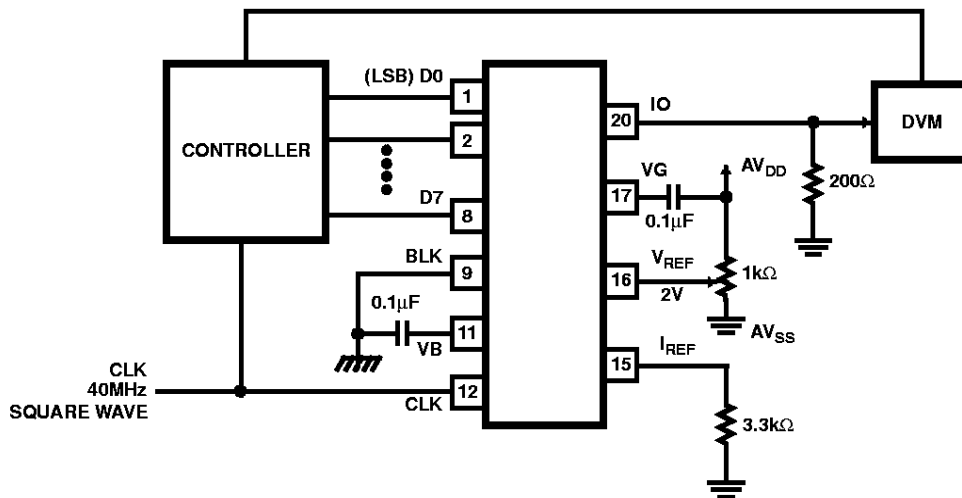 (LSB) D0
1
2
D7
8
BLK
9
0.1µF
VB
11
CLK
40MHz
SQUARE WAVE
CLK
12
CONTROLLER
IO
20
DVM
200Ω
VG
17
0.1µF
AVDD
VREF
16
2V
1kΩ
AVSS
IREF
15
3.3kΩ